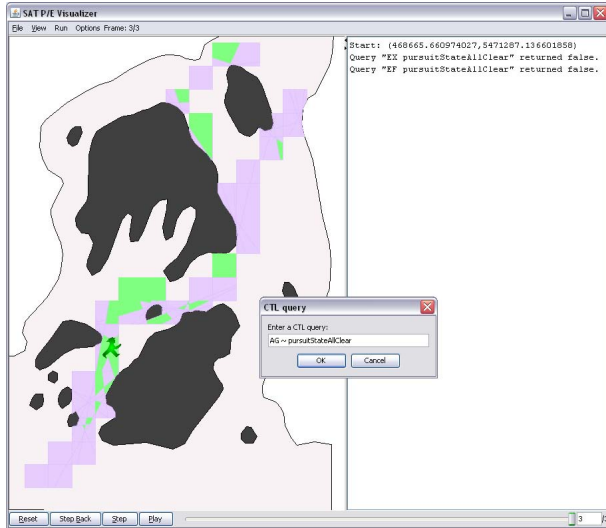 SAT P/E Visualizer
File View Run Options Frame: 3/3
Start: (468665.660974027,5471287.136601858)
Query "EX pursuitStateAllClear" returned false.
Query "EF pursuitStateAllClear" returned false.
CTL query
Enter a CTL query:
AG ~ pursuitStateAllClear
OK Cancel
Reset Step Back Step Play 3